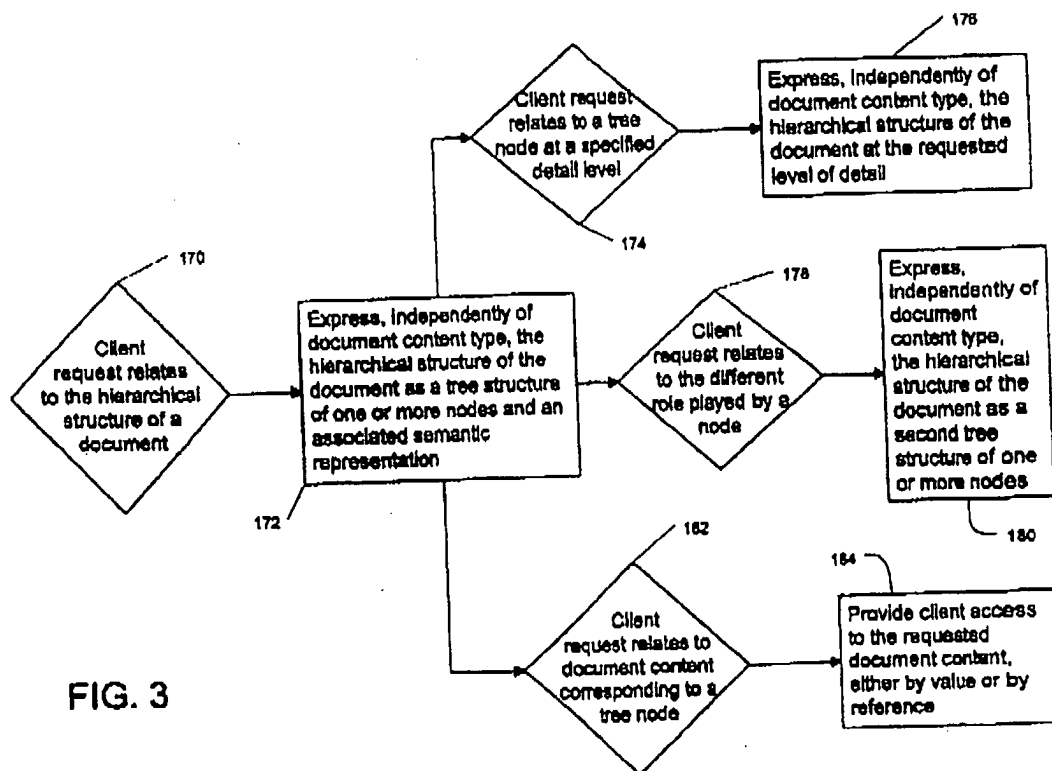 176
Client request
relates to a tree
node at a specified
detail level
Express, Independently of
document content type, the
hierarchical structure of the
document at the requested
level of detail
174
170
Client
request relates
to the hierarchical
structure of a
document
Express, Independently of
document content type, the
hierarchical structure of the
document as a tree structure
of one or more nodes and an
associated semantic
representation
172
178
Client
request relates
to the different
role played by a
node
Express,
independently of
document
content type,
the hierarchical
structure of the
document as a
second tree
structure of one
or more nodes
180
182
Client
request relates to
document content
corresponding to a
tree node
184
Provide client access
to the requested
document content,
either by value or by
reference
FIG. 3